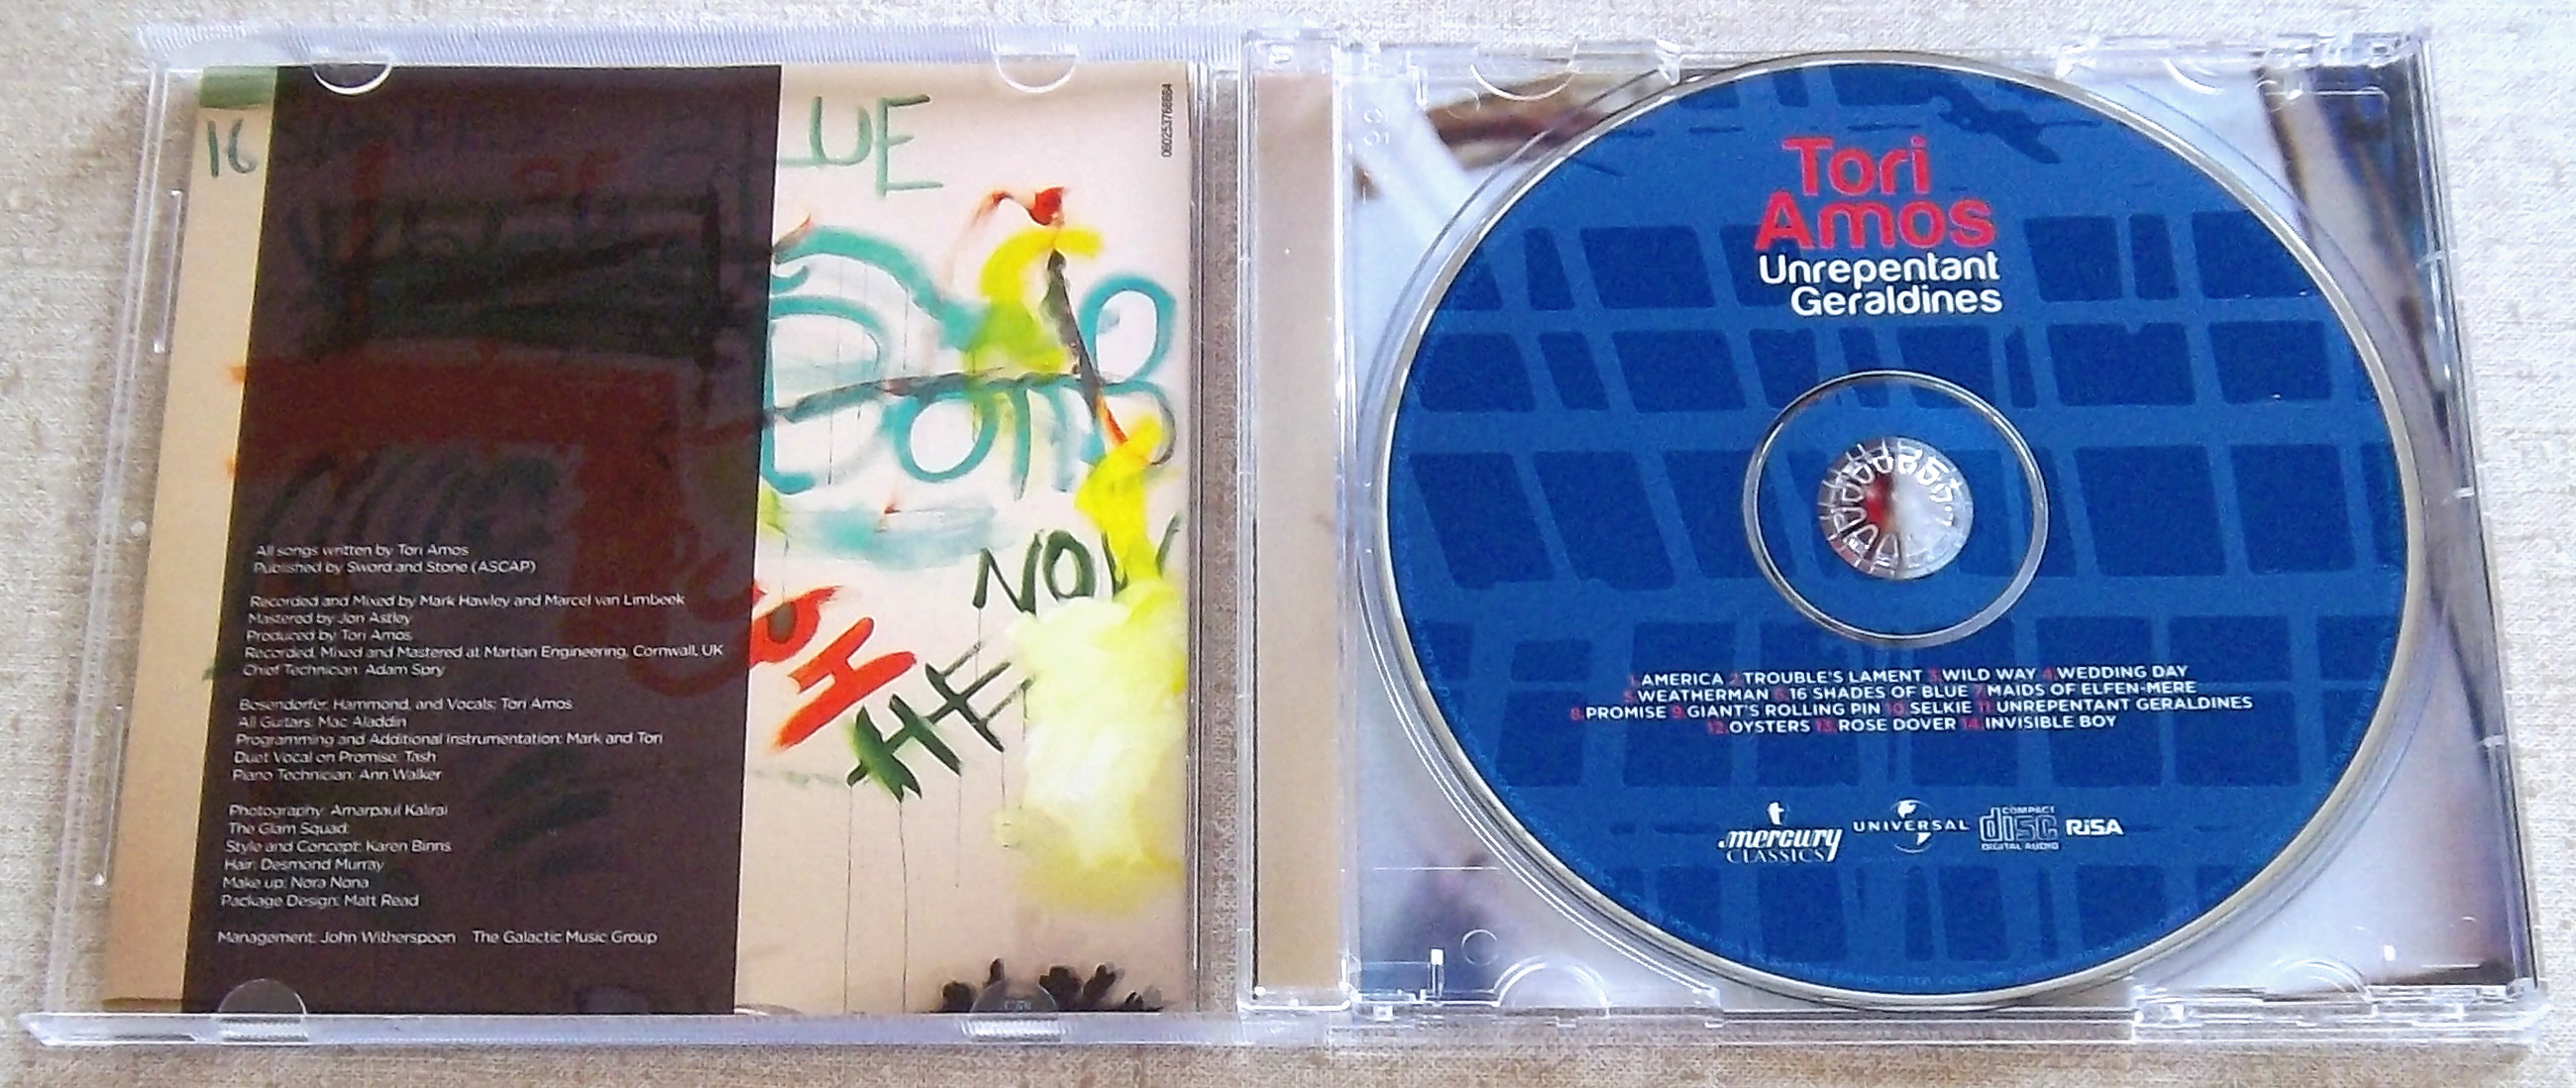 16
UE
Bomb
NOW
OH
HE
0602537768684
All songs written by Tori Amos
Published by Sword and Stone (ASCAP)
Recorded and Mixed by Mark Hawley and Marcel van Limbeek
Mastered by Jon Astley
Produced by Tori Amos
Recorded, Mixed and Mastered at Martian Engineering, Cornwall, UK
Chief Technician: Adam Spry
Bosendorfer, Hammond, and Vocals: Tori Amos
All Guitars: Mac Aladdin
Programming and Additional Instrumentation: Mark and Tori
Duet Vocal on Promise: Tash
Piano Technician: Ann Walker
Photography: Amarpaul Kalirai
The Glam Squad:
Style and Concept: Karen Binns
Hair: Desmond Murray
Make up: Nora Nona
Package Design: Matt Read
Management: John Witherspoon The Galactic Music Group
Tori
Amos
Unrepentant
Geraldines
1.AMERICA 2.TROUBLE'S LAMENT 3.WILD WAY 4.WEDDING DAY
5.WEATHERMAN 6.16 SHADES OF BLUE 7.MAIDS OF ELFEN-MERE
8.PROMISE 9.GIANT'S ROLLING PIN 10.SELKIE 11.UNREPENTANT GERALDINES
12.OYSTERS 13.ROSE DOVER 14.INVISIBLE BOY
mercury
CLASSICS
UNIVERSAL
COMPACT
disc
DIGITAL AUDIO
RiSA